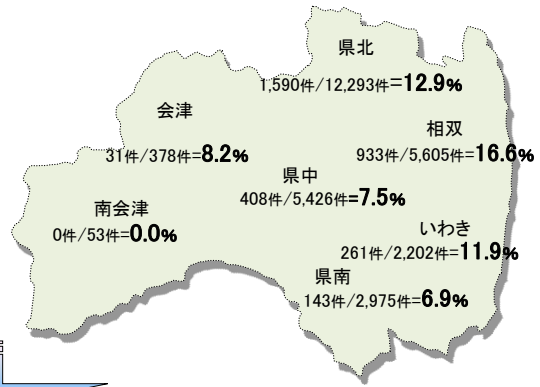 県北
1,590件/12,293件=12.9%
会津
31件/378件=8.2%
相双
933件/5,605件=16.6%
県中
408件/5,426件=7.5%
南会津
0件/53件=0.0%
いわき
261件/2,202件=11.9%
県南
143件/2,975件=6.9%